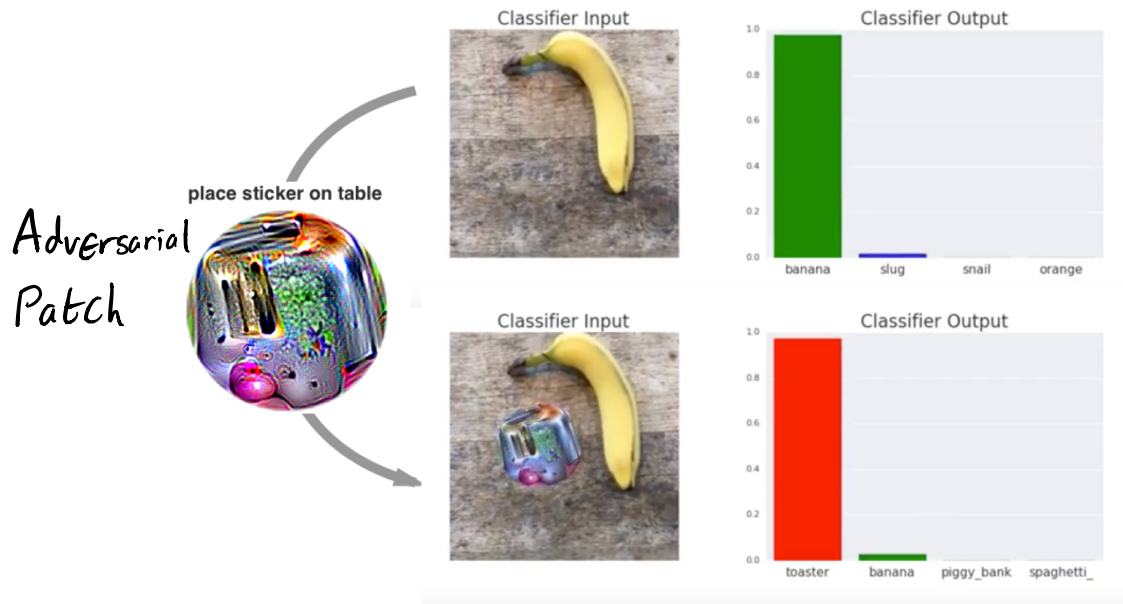 Adversarial
Patch
place sticker on table
Classifier Input
Classifier Output
1.0
0.8
0.6
0.4
0.2
0.0
banana slug snail orange
Classifier Input
Classifier Output
1.0
0.8
0.6
0.4
0.2
0.0
toaster banana piggy_bank spaghetti_